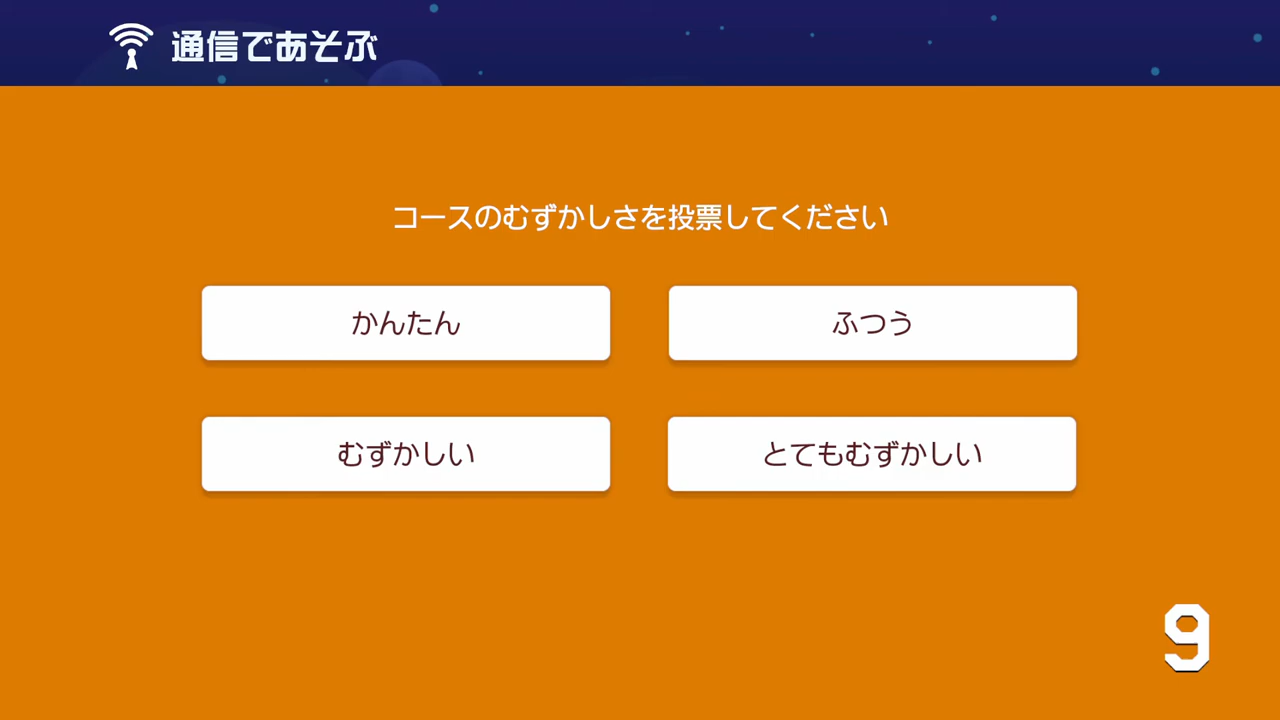 通信であそぶ
コースのむずかしさを投票してください
かんたん
ふつう
むずかしい
とてもむずかしい
9